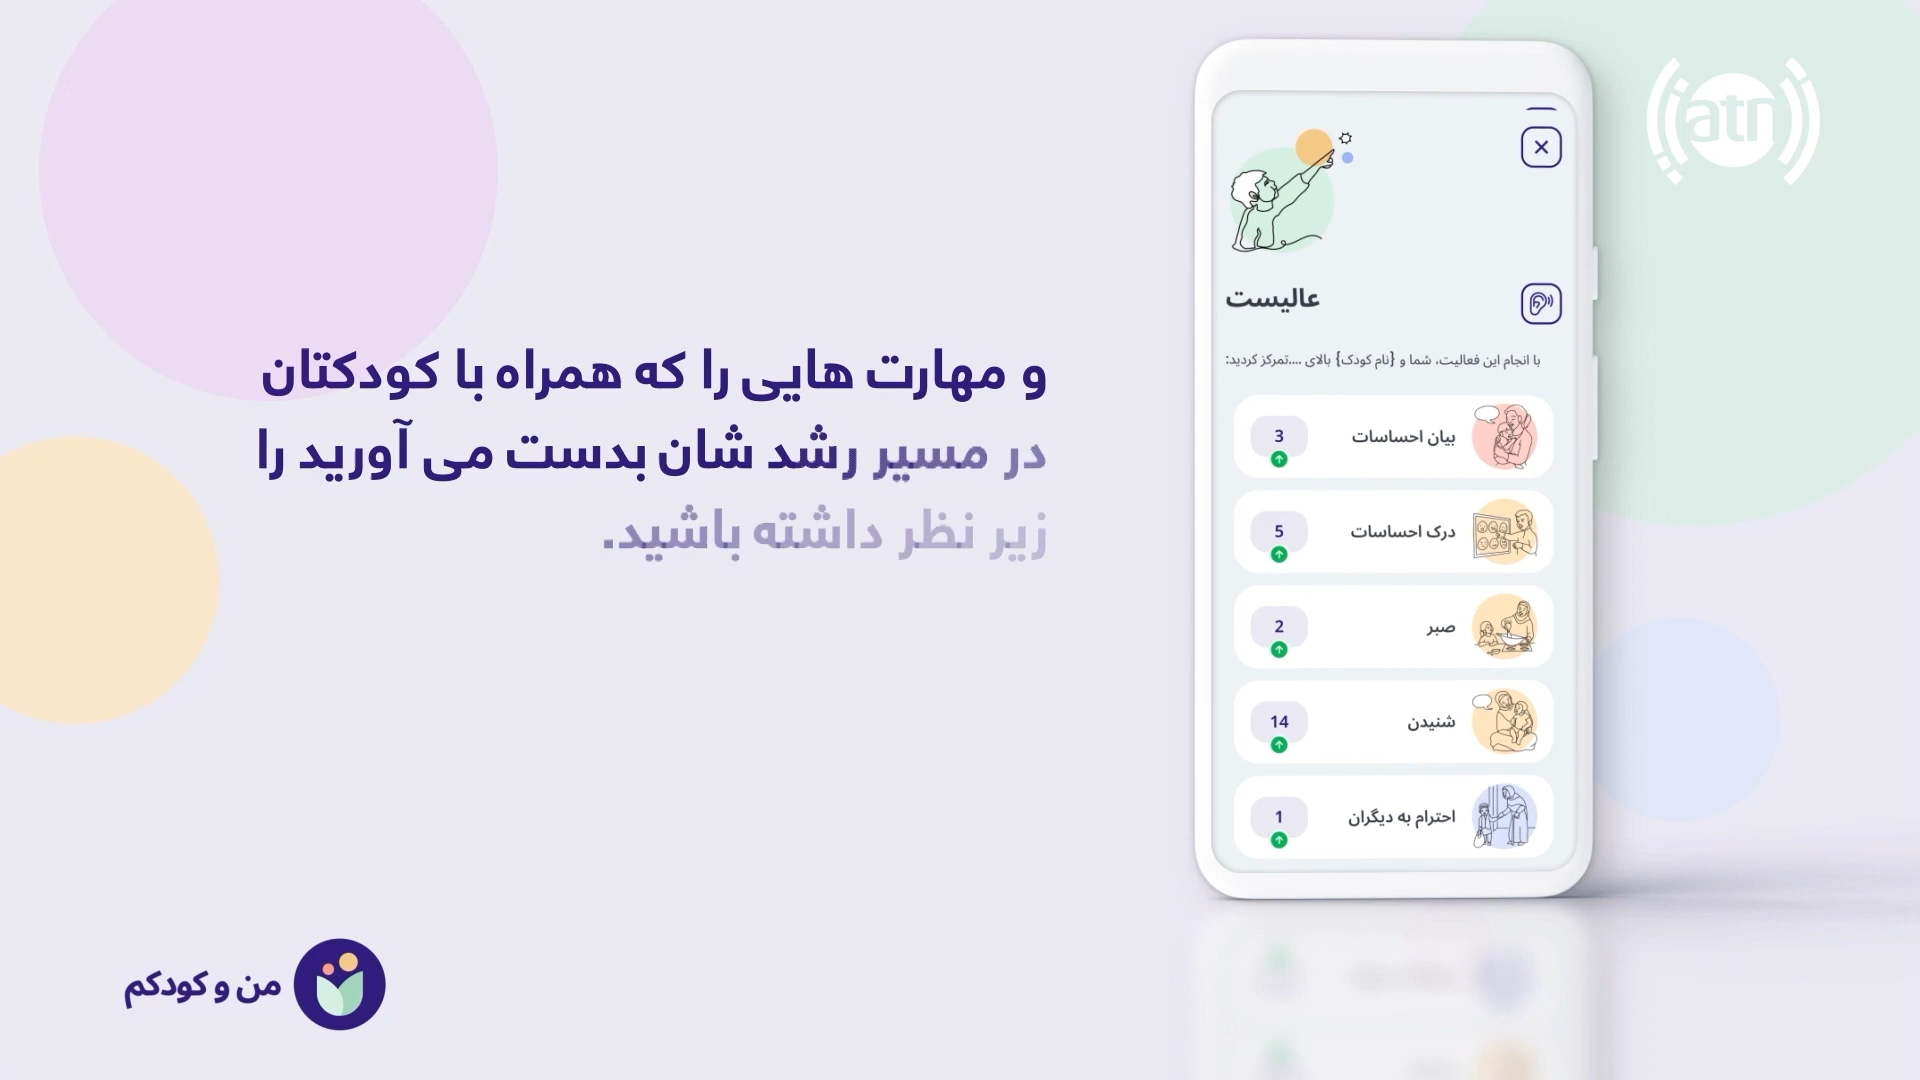 و مهارت هایی را که همراه با کودکتان
در مسیر رشد شان بدست می آورید را
زیر نظر داشته باشید.
atn
عالیست
با انجام این فعالیت، شما و {نام کودک} بالای ....تمرکز کردید:
بیان احساسات 3
درک احساسات 5
صبر 2
شنیدن 14
احترام به دیگران 1
من و کودکم